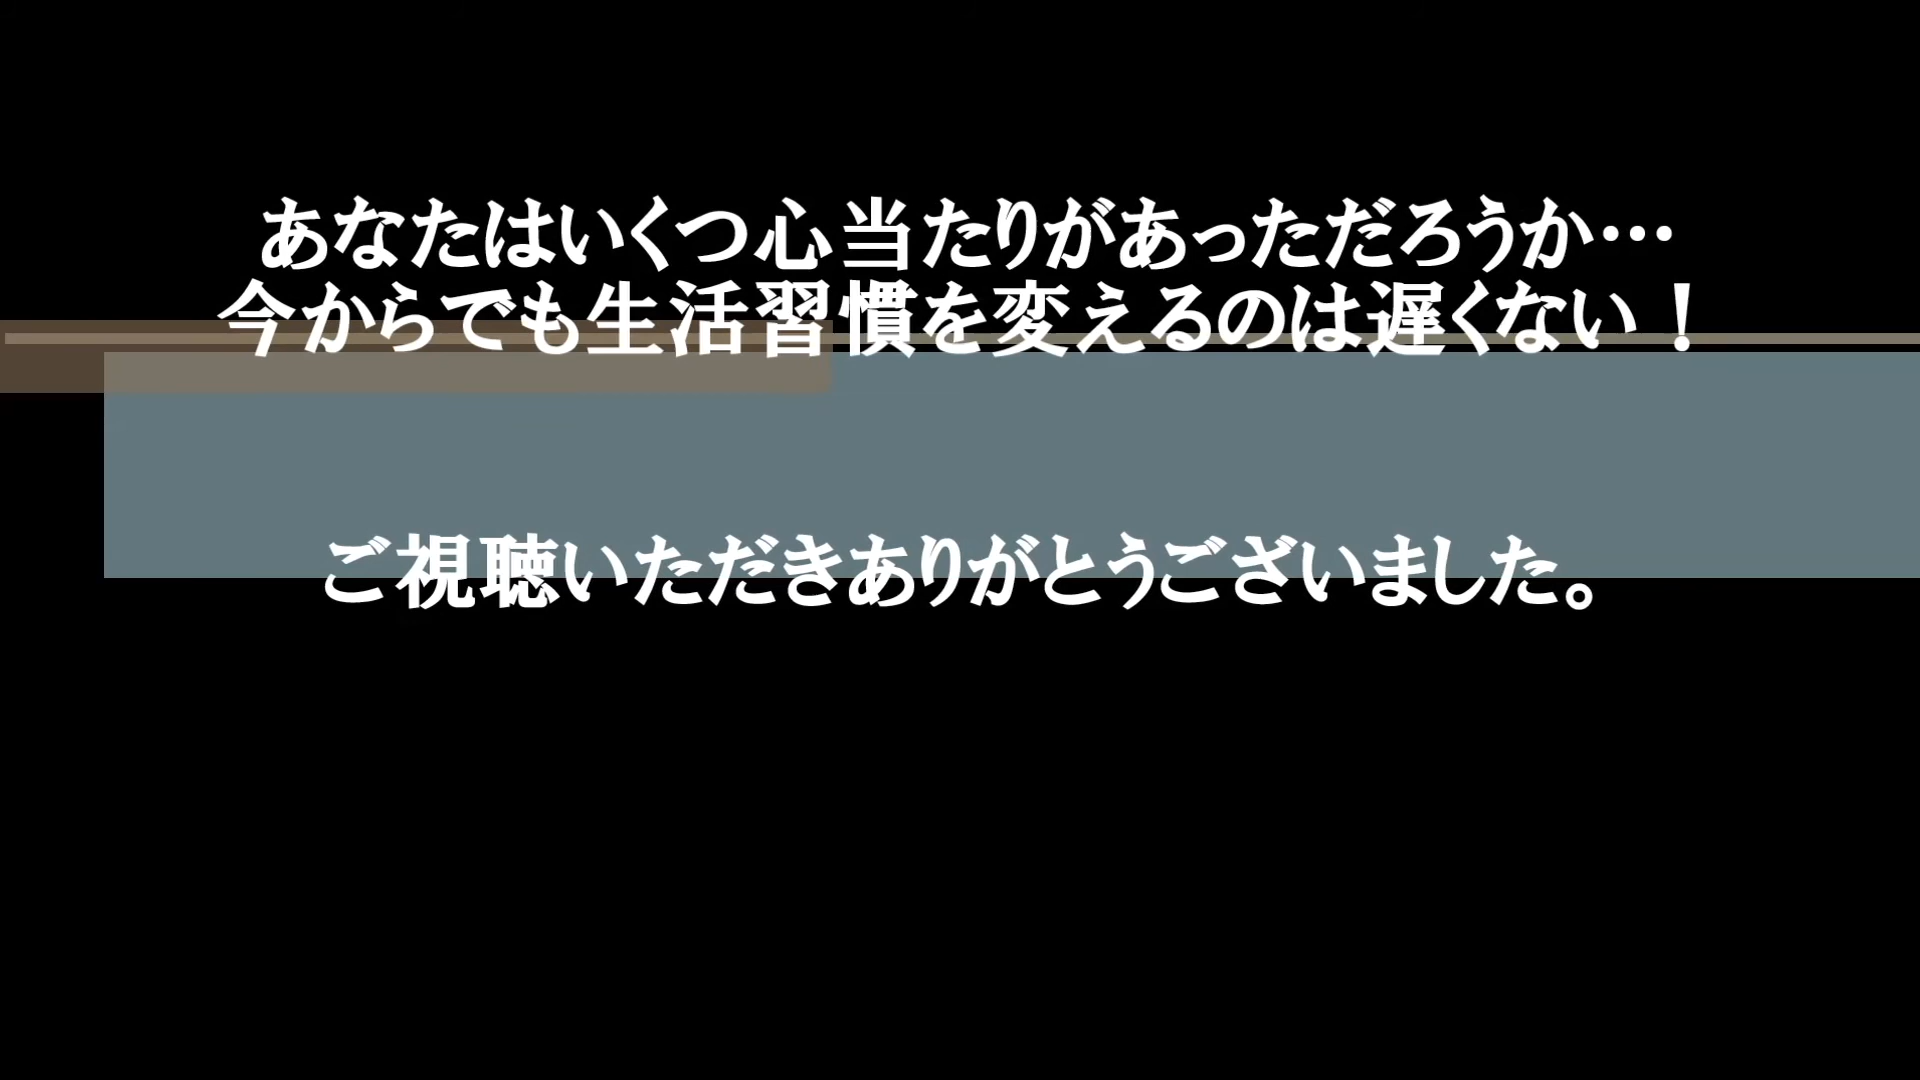 あなたはいくつ心当たりがあっただろうか…
今からでも生活習慣を変えるのは遅くない！
ご視聴いただきありがとうございました。